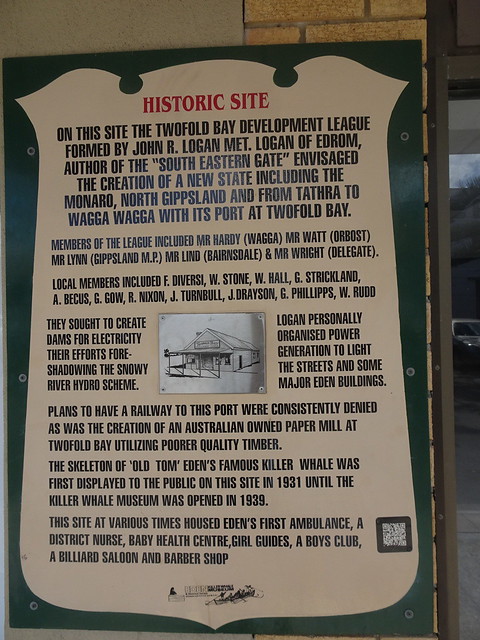 HISTORIC SITE
ON THIS SITE THE TWOFOLD BAY DEVELOPMENT LEAGUE
FORMED BY JOHN R. LOGAN MET. LOGAN OF EDROM,
AUTHOR OF THE "SOUTH EASTERN GATE" ENVISAGED
THE CREATION OF A NEW STATE INCLUDING THE
MONARO, NORTH GIPPSLAND AND FROM TATHRA TO
WAGGA WAGGA WITH ITS PORT AT TWOFOLD BAY.
MEMBERS OF THE LEAGUE INCLUDED MR HARDY (WAGGA) MR WATT (ORBOST)
MR LYNN (GIPPSLAND M.P.) MR LIND (BAIRNSDALE) & MR WRIGHT (DELEGATE).
LOCAL MEMBERS INCLUDED F. DIVERSI, W. STONE, W. HALL, G. STRICKLAND,
A. BECUS, G. GOW, R. NIXON, J. TURNBULL, J.DRAYSON, G. PHILLIPPS, W. RUDD
THEY SOUGHT TO CREATE
DAMS FOR ELECTRICITY
THEIR EFFORTS FORE-
SHADOWING THE SNOWY
RIVER HYDRO SCHEME.
LOGAN PERSONALLY
ORGANISED POWER
GENERATION TO LIGHT
THE STREETS AND SOME
MAJOR EDEN BUILDINGS.
PLANS TO HAVE A RAILWAY TO THIS PORT WERE CONSISTENTLY DENIED
AS WAS THE CREATION OF AN AUSTRALIAN OWNED PAPER MILL AT
TWOFOLD BAY UTILIZING POORER QUALITY TIMBER.
THE SKELETON OF 'OLD TOM' EDEN'S FAMOUS KILLER WHALE WAS
FIRST DISPLAYED TO THE PUBLIC ON THIS SITE IN 1931 UNTIL THE
KILLER WHALE MUSEUM WAS OPENED IN 1939.
THIS SITE AT VARIOUS TIMES HOUSED EDEN'S FIRST AMBULANCE, A
DISTRICT NURSE, BABY HEALTH CENTRE,GIRL GUIDES, A BOYS CLUB,
A BILLIARD SALOON AND BARBER SHOP